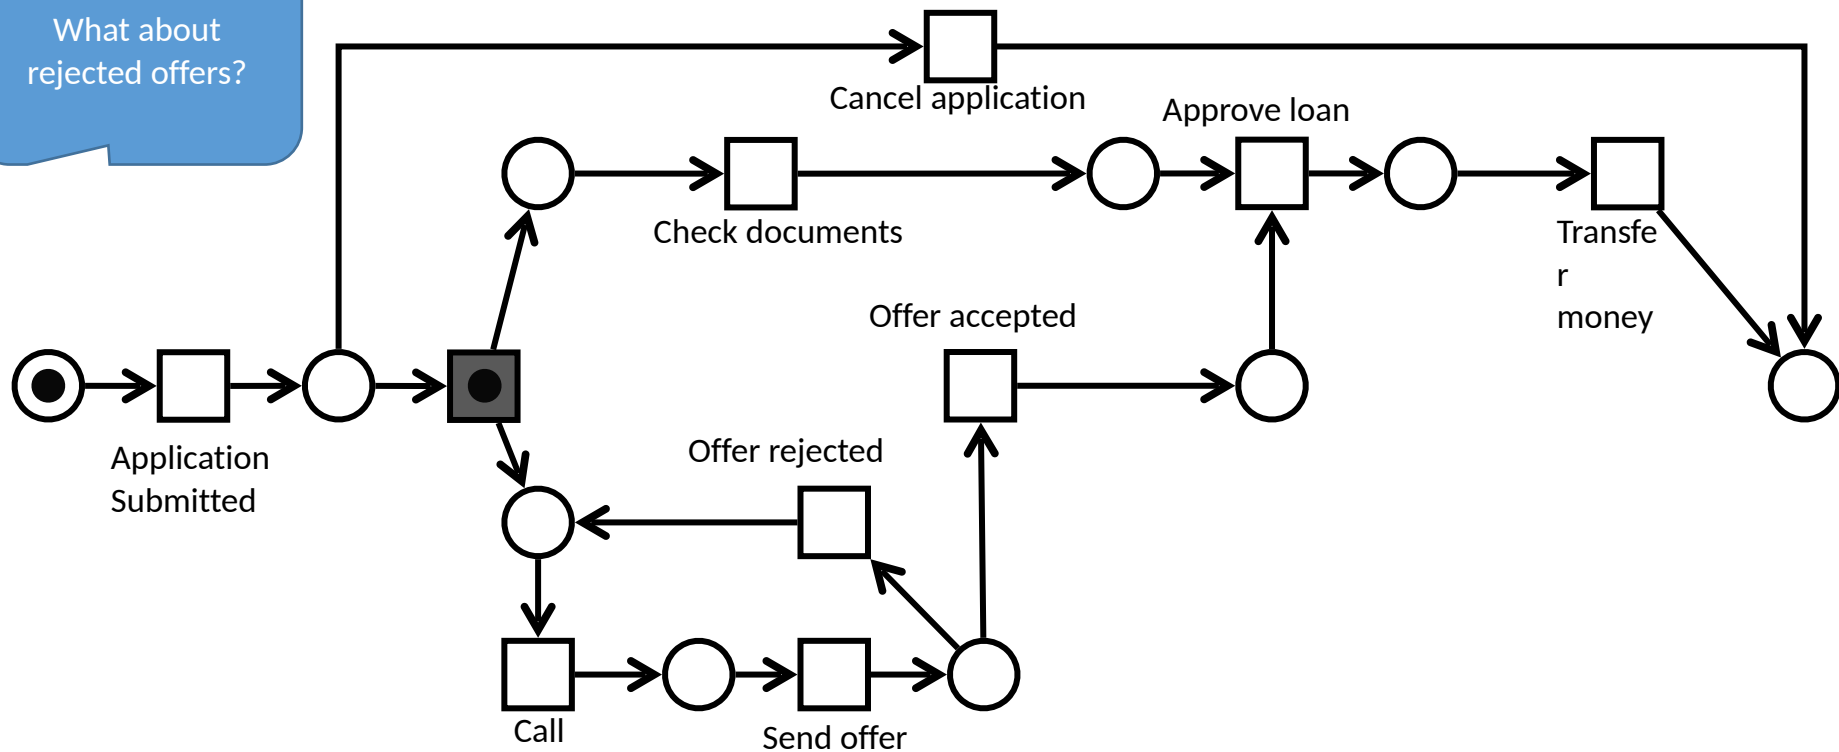 What about
rejected offers?
Cancel application
Approve loan
Check documents
Transfe
r
money
Offer accepted
Application
Submitted
Offer rejected
Call
Send offer